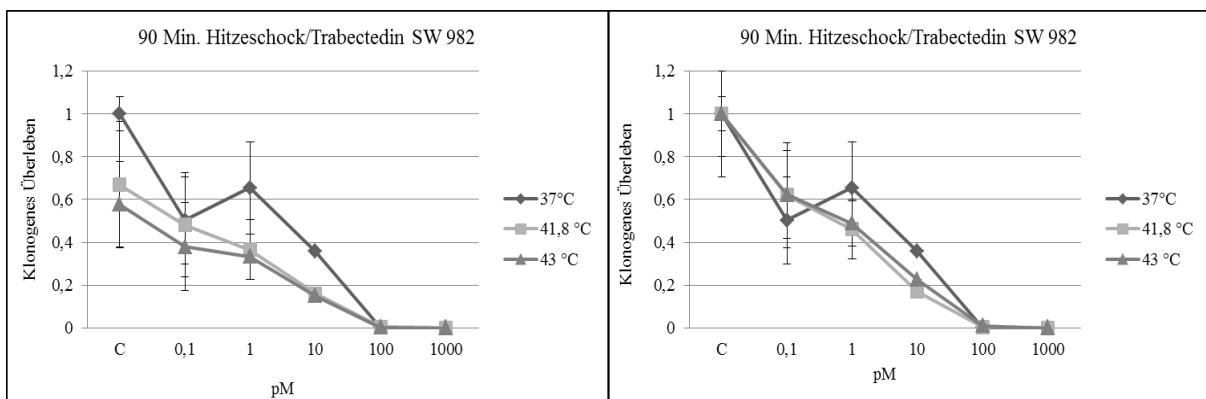 90 Min. Hitzeschock/Trabectedin SW 982
1,2
1
0,8
0,6
0,4
0,2
0
Klonogenes Überleben
C 0,1 1 10 100 1000
pM
37°C
41,8 °C
43 °C
90 Min. Hitzeschock/Trabectedin SW 982
1,2
1
0,8
0,6
0,4
0,2
0
Klonogenes Überleben
C 0,1 1 10 100 1000
pM
37°C
41,8 °C
43 °C